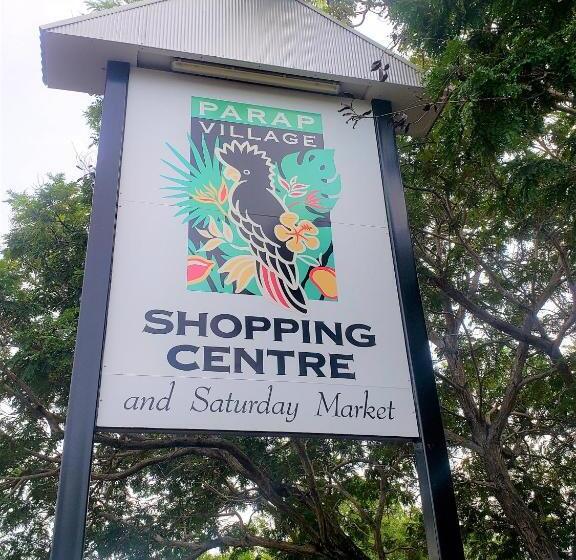 PARAP
VILLAGE
SHOPPING
CENTRE
and Saturday Market